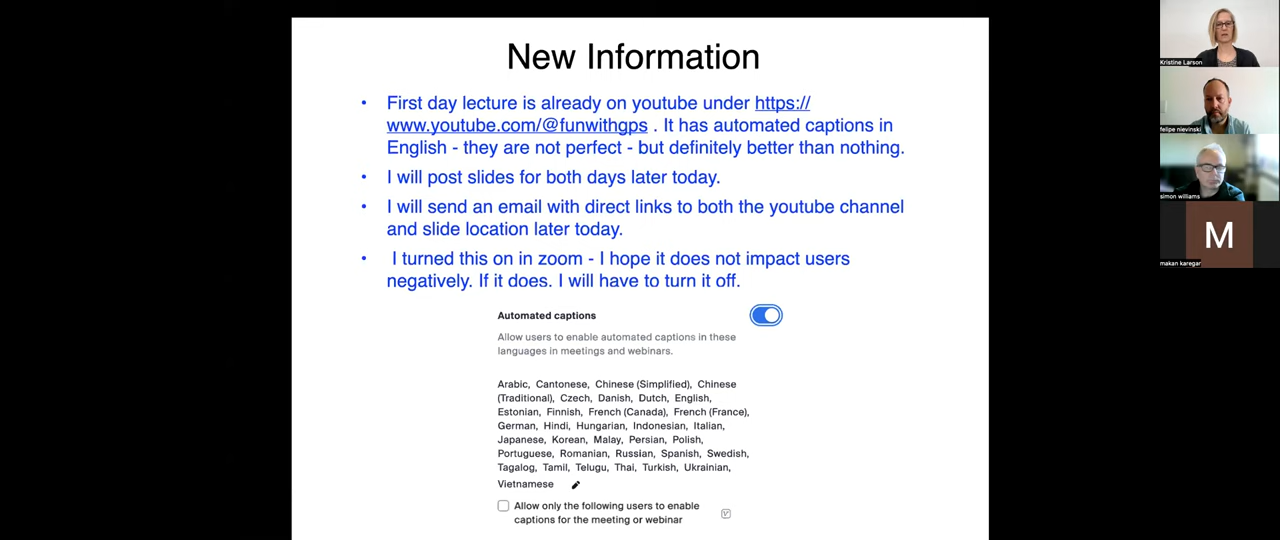 New Information
• First day lecture is already on youtube under https://
www.youtube.com/@funwithgps . It has automated captions in
English - they are not perfect - but definitely better than nothing.
• I will post slides for both days later today.
• I will send an email with direct links to both the youtube channel
and slide location later today.
• I turned this on in zoom - I hope it does not impact users
negatively. If it does. I will have to turn it off.
Automated captions
Allow users to enable automated captions in these
languages in meetings and webinars.
Arabic, Cantonese, Chinese (Simplified), Chinese
(Traditional), Czech, Danish, Dutch, English,
Estonian, Finnish, French (Canada), French (France),
German, Hindi, Hungarian, Indonesian, Italian,
Japanese, Korean, Malay, Persian, Polish,
Portuguese, Romanian, Russian, Spanish, Swedish,
Tagalog, Tamil, Telugu, Thai, Turkish, Ukrainian,
Vietnamese
Allow only the following users to enable
captions for the meeting or webinar
Kristine Larson
felipe nievinski
simon williams
M
makan karegar